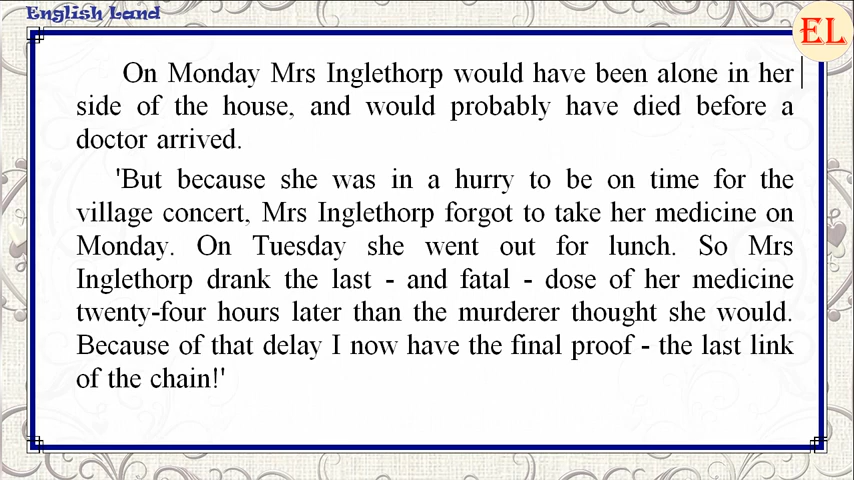 English Land
EL
On Monday Mrs Inglethorp would have been alone in her
side of the house, and would probably have died before a
doctor arrived.
'But because she was in a hurry to be on time for the
village concert, Mrs Inglethorp forgot to take her medicine on
Monday. On Tuesday she went out for lunch. So Mrs
Inglethorp drank the last - and fatal - dose of her medicine
twenty-four hours later than the murderer thought she would.
Because of that delay I now have the final proof - the last link
of the chain!'